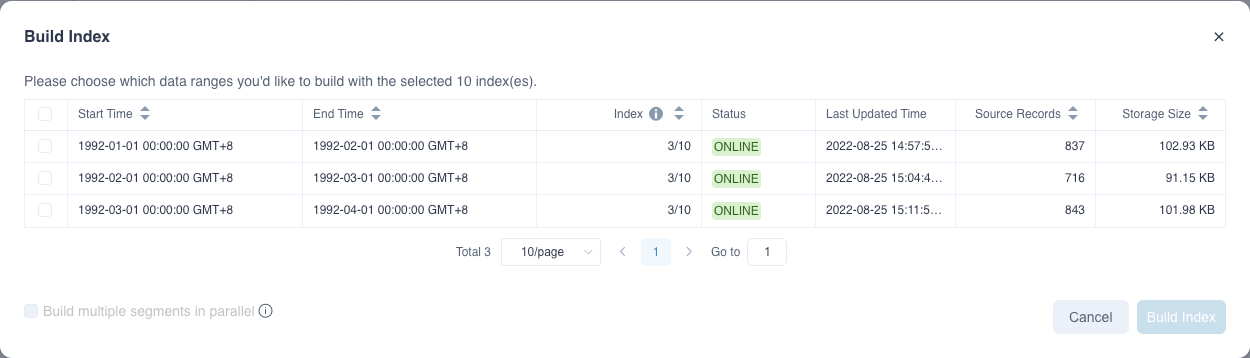 Build Index
Please choose which data ranges you'd like to build with the selected 10 index(es).
Start Time End Time Index Status Last Updated Time Source Records Storage Size
1992-01-01 00:00:00 GMT+8 1992-02-01 00:00:00 GMT+8 3/10 ONLINE 2022-08-25 14:57:5... 837 102.93 KB
1992-02-01 00:00:00 GMT+8 1992-03-01 00:00:00 GMT+8 3/10 ONLINE 2022-08-25 15:04:4... 716 91.15 KB
1992-03-01 00:00:00 GMT+8 1992-04-01 00:00:00 GMT+8 3/10 ONLINE 2022-08-25 15:11:5... 843 101.98 KB
Total 3 10/page 1 Go to 1
Build multiple segments in parallel
Cancel Build Index